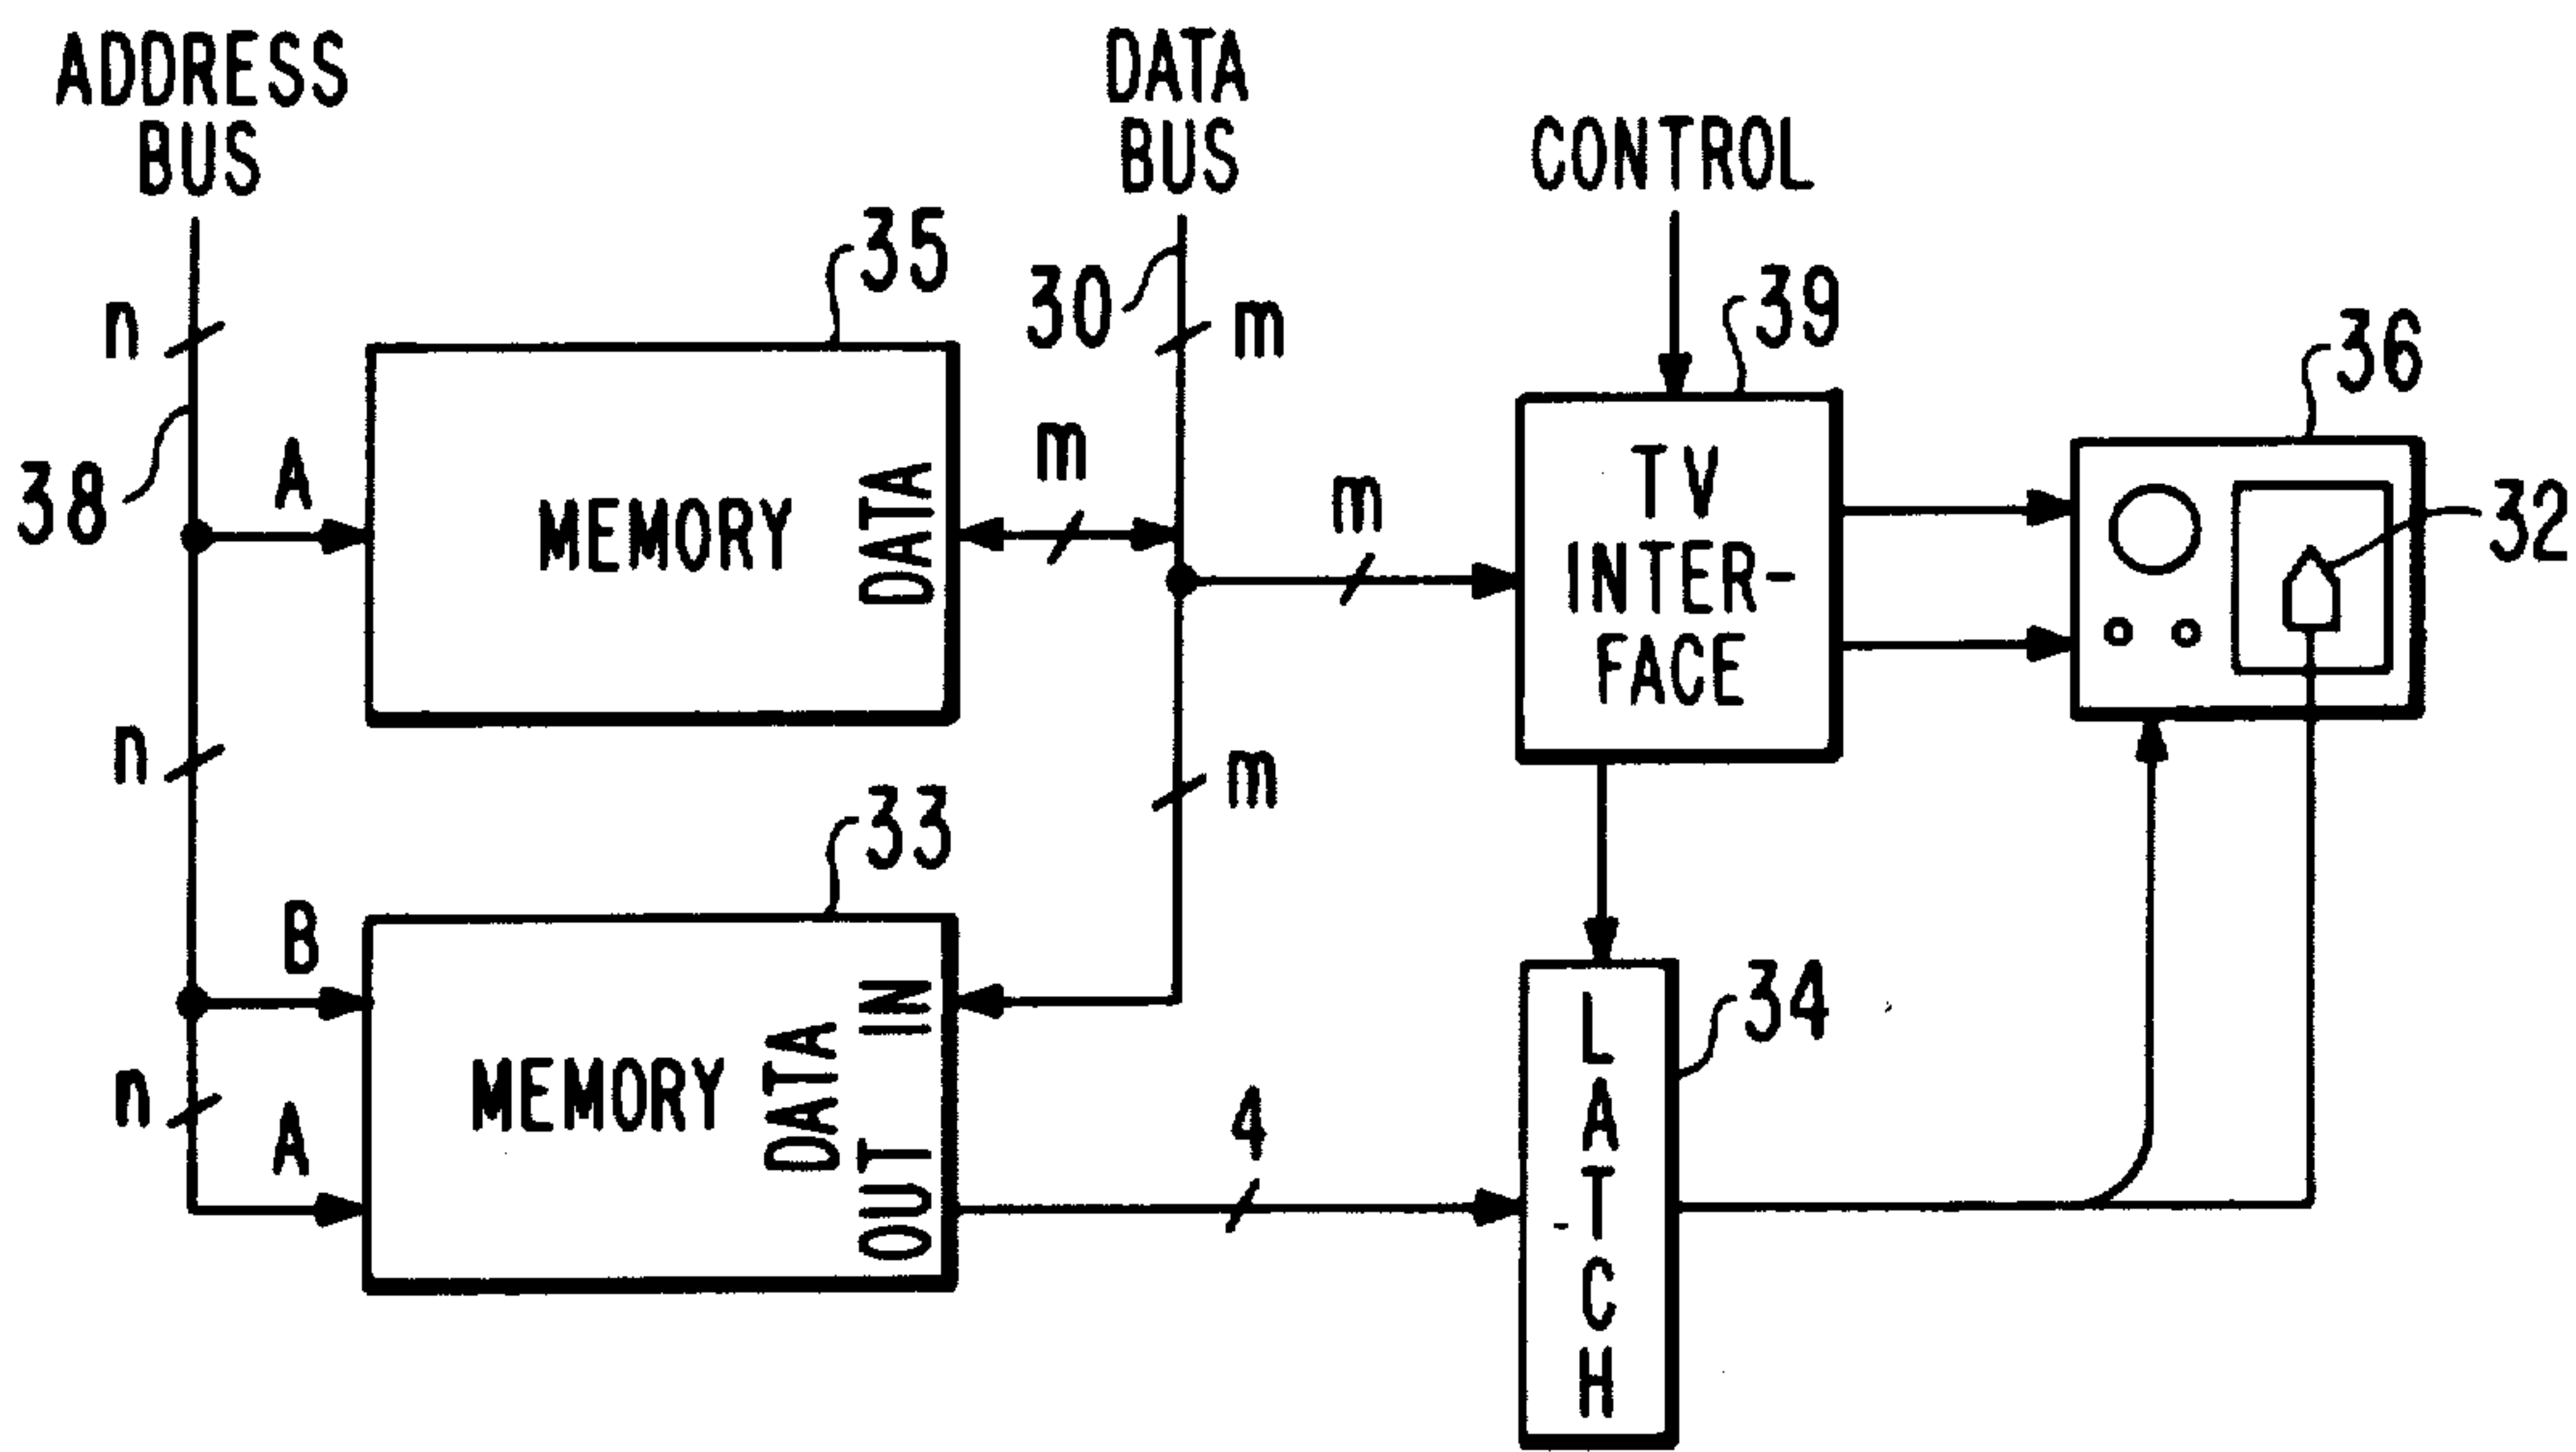 ADDRESS
BUS
DATA
BUS
CONTROL
35
30
39
36
n
m
38
A
m
m
MEMORY
DATA
TV
INTER-
FACE
32
n
m
33
B
34
n
A
MEMORY
DATA
IN
OUT
4
LATCH